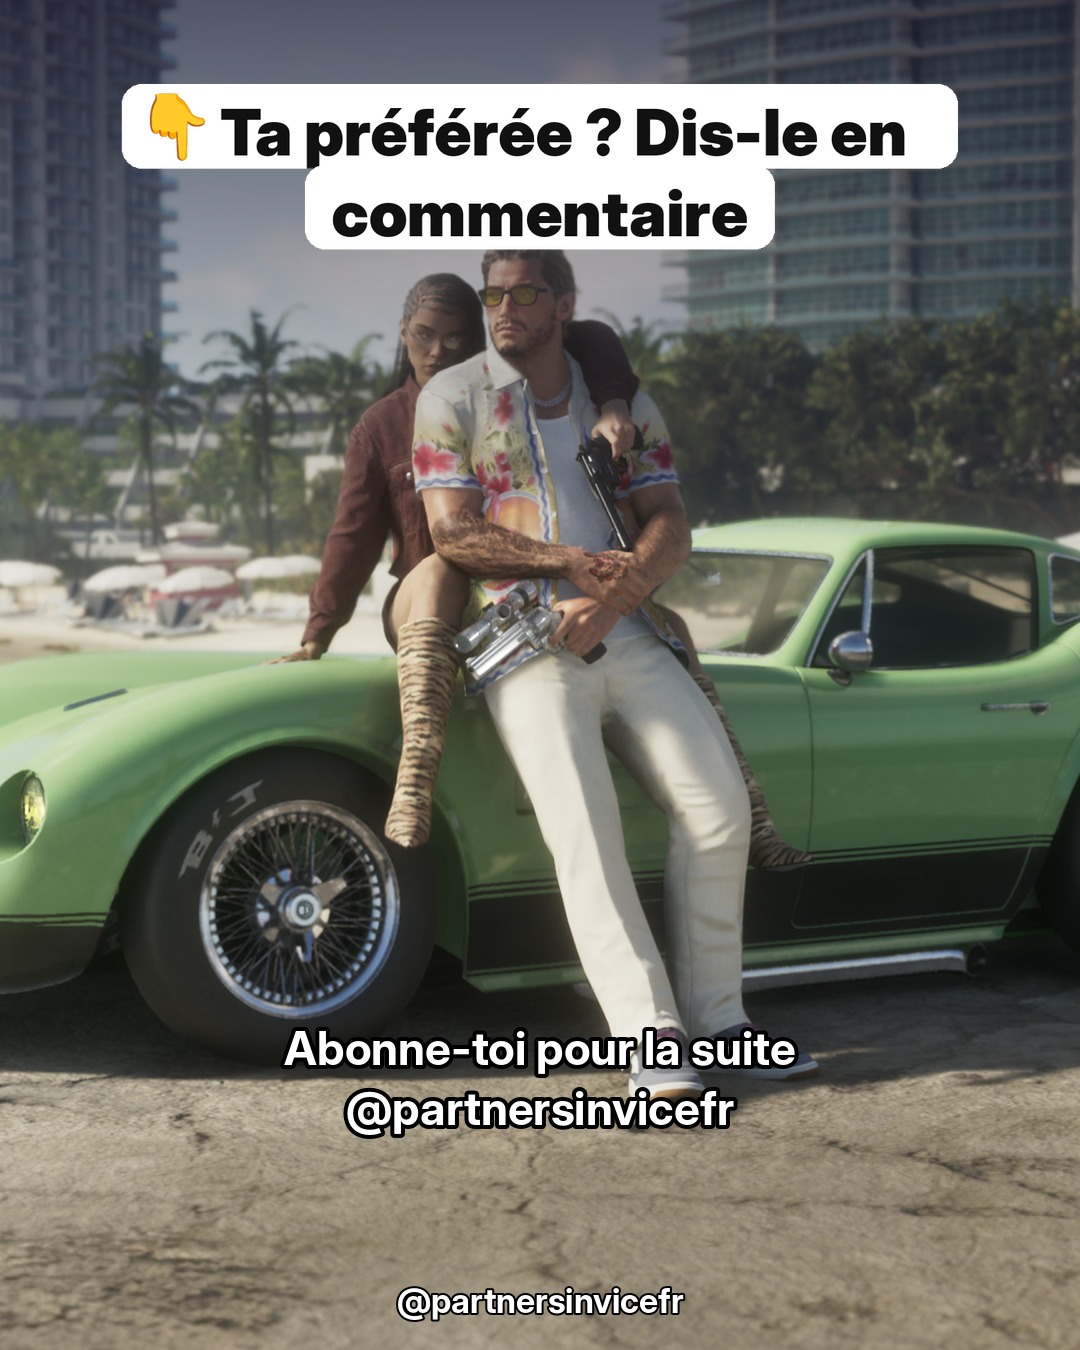 👇 Ta préférée ? Dis-le en
commentaire
B/T
Abonne-toi pour la suite
@partnersinvicefr
@partnersinvicefr